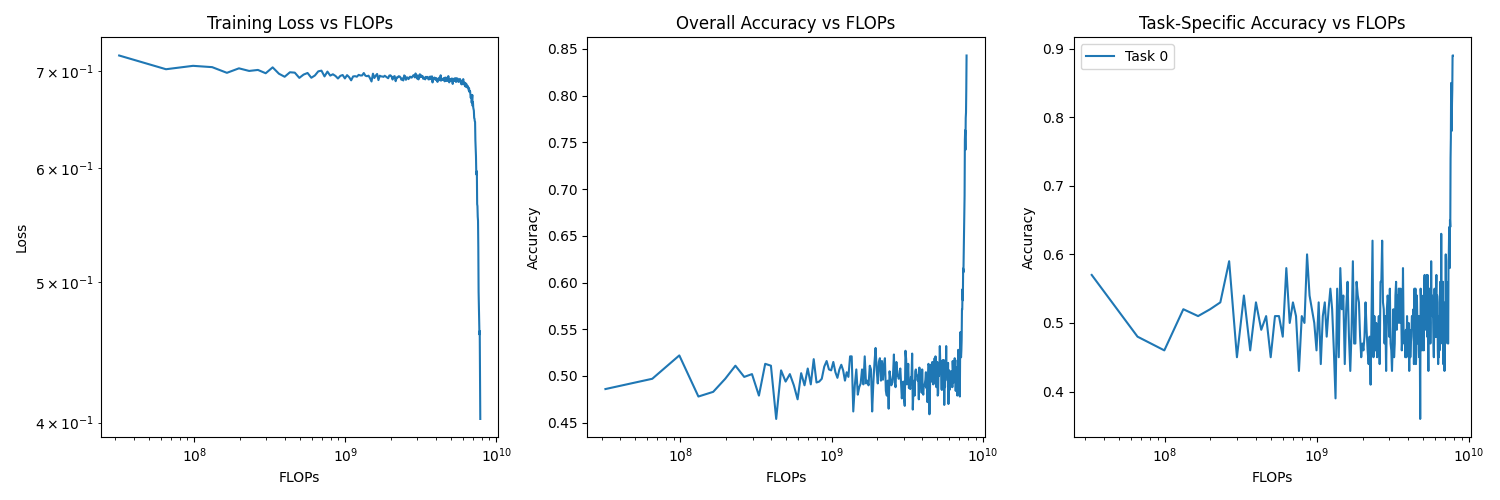 Training Loss vs FLOPs
7 × 10⁻¹
6 × 10⁻¹
5 × 10⁻¹
4 × 10⁻¹
Loss
10⁸
10⁹
10¹⁰
FLOPs
Overall Accuracy vs FLOPs
0.85
0.80
0.75
0.70
0.65
0.60
0.55
0.50
0.45
Accuracy
10⁸
10⁹
10¹⁰
FLOPs
Task-Specific Accuracy vs FLOPs
Task 0
0.9
0.8
0.7
0.6
0.5
0.4
Accuracy
10⁸
10⁹
10¹⁰
FLOPs